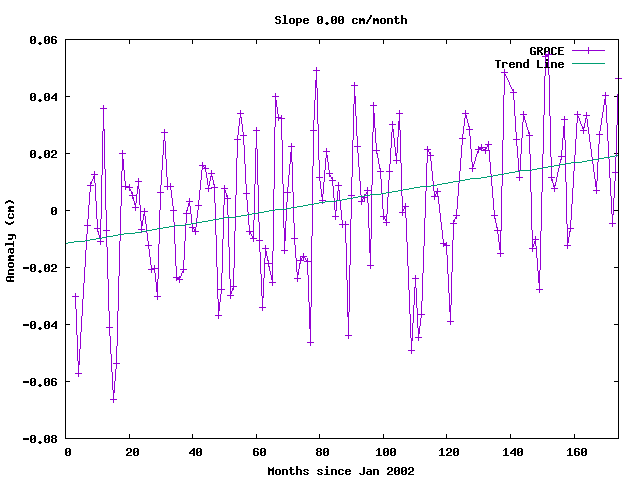 Slope 0.00 cm/month
0.06
0.04
0.02
0
-0.02
-0.04
-0.06
-0.08
Anomaly (cm)
GRACE
Trend Line
0 20 40 60 80 100 120 140 160
Months since Jan 2002